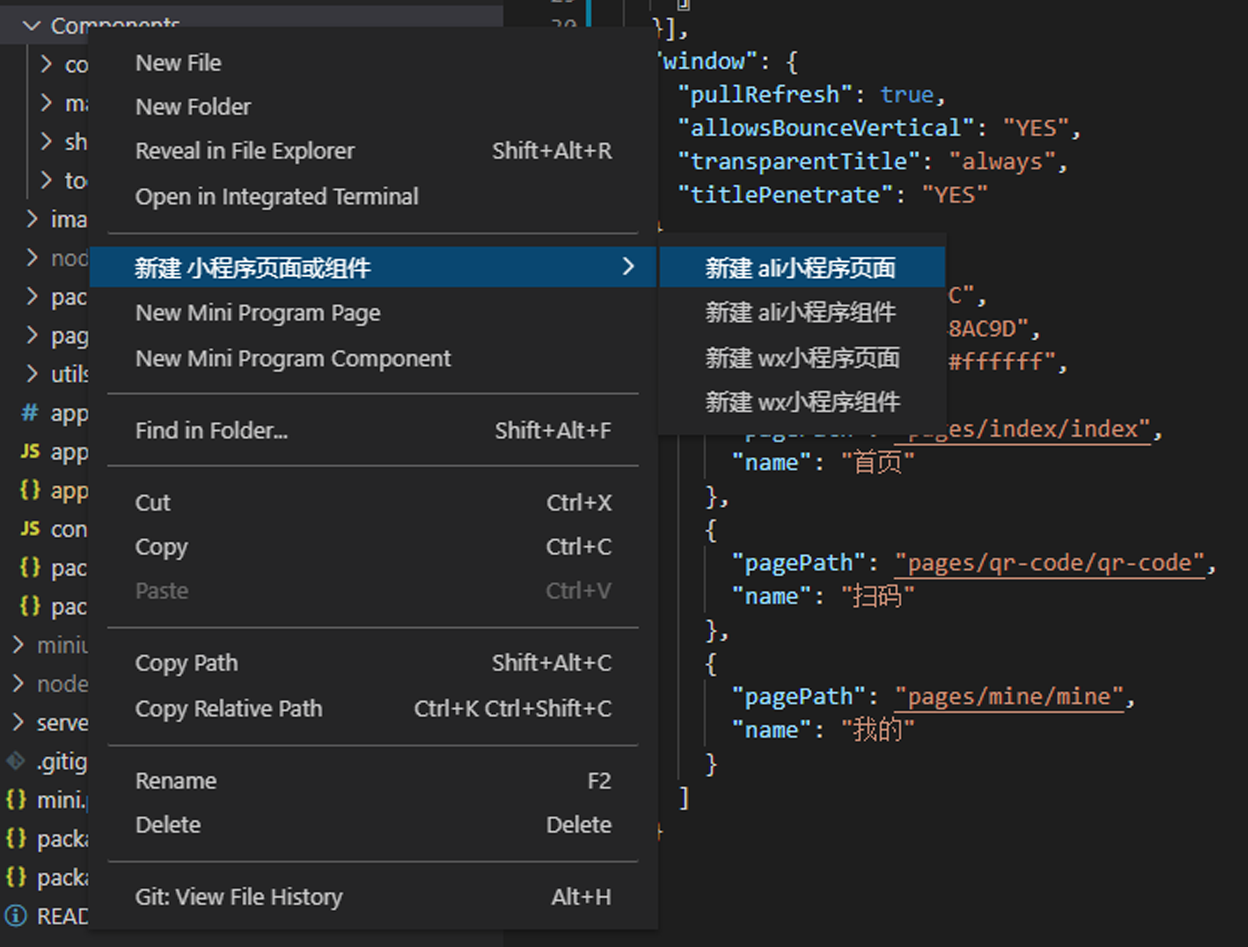 Components
co
ma
sh
to
ima
nod
pac
pag
utils
app
JS app
{} app
JS con
{} pac
{} pac
miniu
node
serve
.gitig
{} mini.
{} packa
{} packa
READ
New File
New Folder
Reveal in File Explorer Shift+Alt+R
Open in Integrated Terminal
新建 小程序页面或组件
New Mini Program Page
New Mini Program Component
Find in Folder... Shift+Alt+F
Cut Ctrl+X
Copy Ctrl+C
Paste Ctrl+V
Copy Path Shift+Alt+C
Copy Relative Path Ctrl+K Ctrl+Shift+C
Rename F2
Delete Delete
Git: View File History Alt+H
新建 ali小程序页面
新建 ali小程序组件
新建 wx小程序页面
新建 wx小程序组件
}],
"window": {
"pullRefresh": true,
"allowsBounceVertical": "YES",
"transparentTitle": "always",
"titlePenetrate": "YES"
C",
8AC9D",
#ffffff",
"pagePath": "pages/index/index",
"name": "首页"
},
{
"pagePath": "pages/qr-code/qr-code",
"name": "扫码"
},
{
"pagePath": "pages/mine/mine",
"name": "我的"
}
]